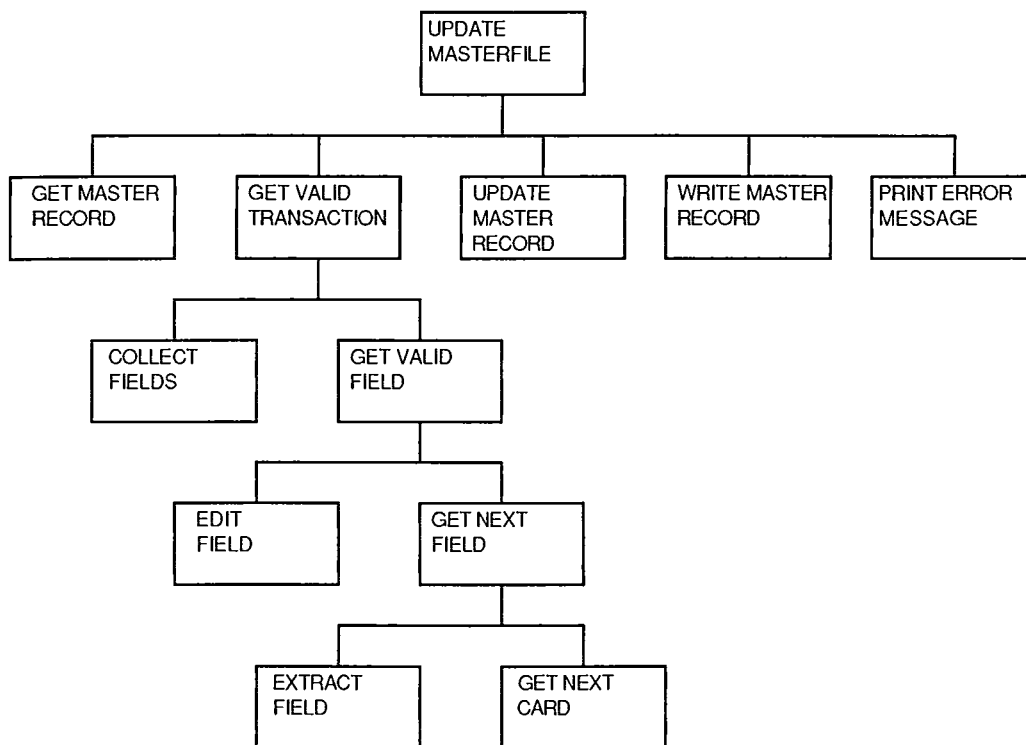 UPDATE
MASTERFILE
GET MASTER
RECORD
GET VALID
TRANSACTION
UPDATE
MASTER
RECORD
WRITE MASTER
RECORD
PRINT ERROR
MESSAGE
COLLECT
FIELDS
GET VALID
FIELD
EDIT
FIELD
GET NEXT
FIELD
EXTRACT
FIELD
GET NEXT
CARD